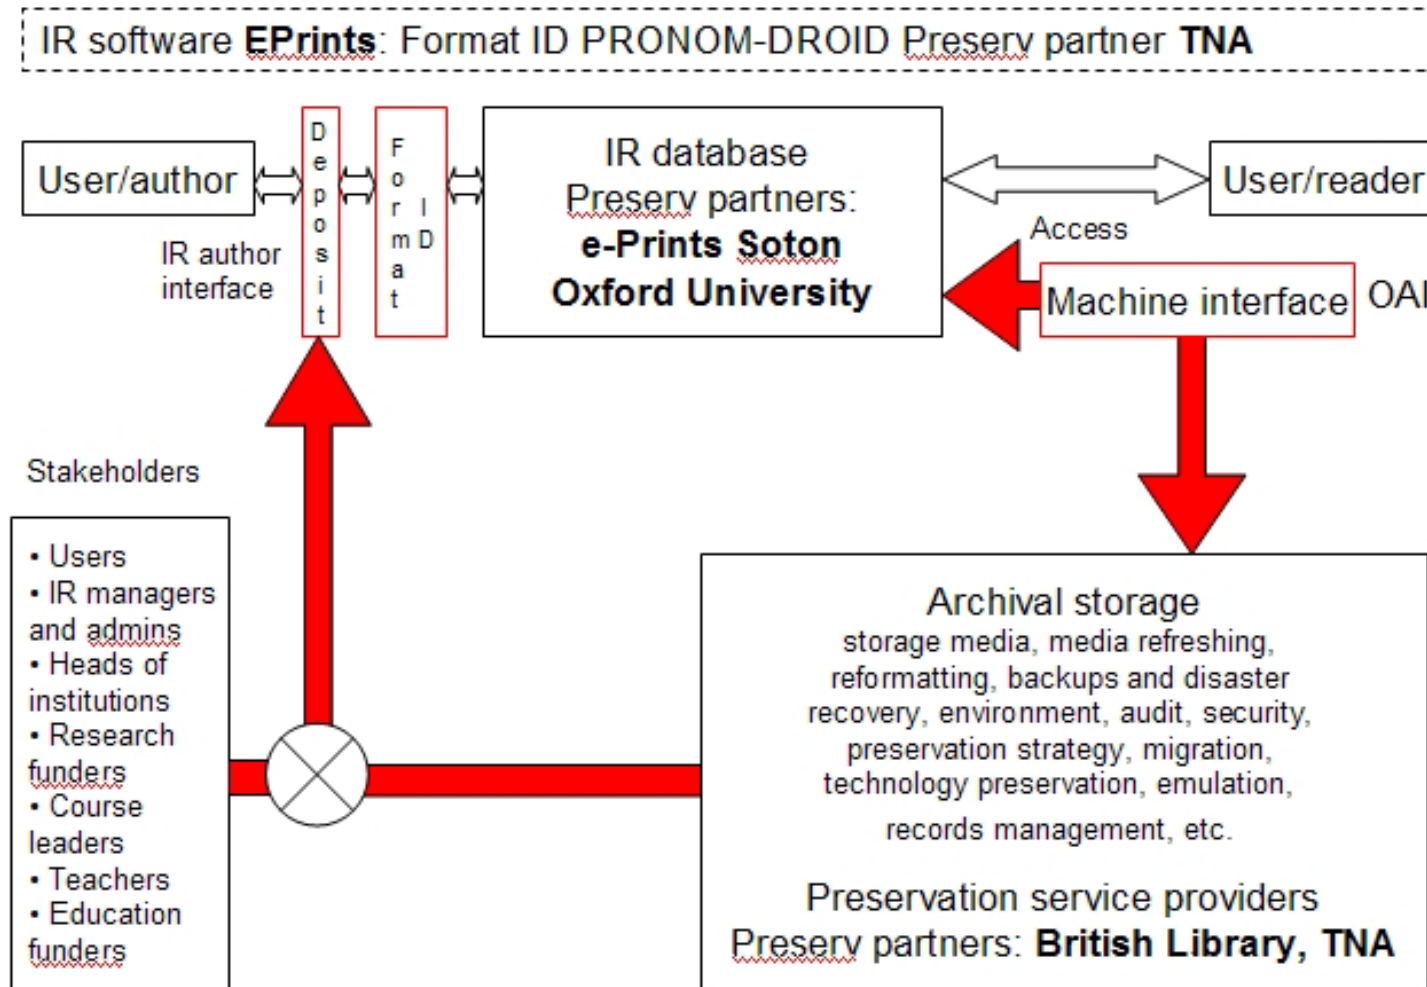 IR software EPrints: Format ID PRONOM-DROID Preserv partner TNA
User/author
IR author
interface
Deposit
Format
ID
IR database
Preserv partners:
e-Prints Soton
Oxford University
User/reader
Access
Machine interface
OAI
Stakeholders
• Users
• IR managers
and admins
• Heads of
institutions
• Research
funders
• Course
leaders
• Teachers
• Education
funders
Archival storage
storage media, media refreshing,
reformatting, backups and disaster
recovery, environment, audit, security,
preservation strategy, migration,
technology preservation, emulation,
records management, etc.
Preservation service providers
Preserv partners: British Library, TNA